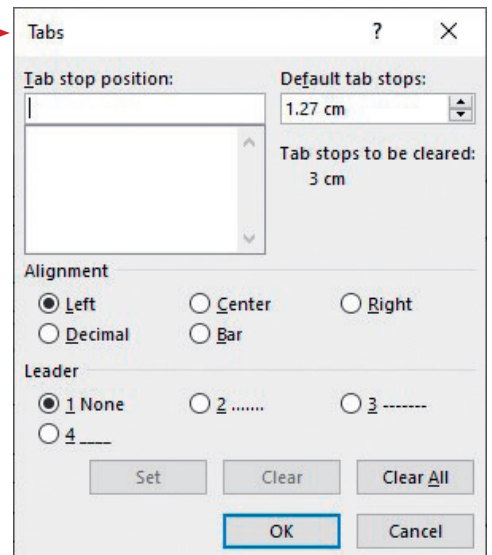 Tabs ? ×
Tab stop position:
Default tab stops:
1.27 cm
Tab stops to be cleared:
3 cm
Alignment
Left Center Right
Decimal Bar
Leader
1 None 2 ....... 3 -------
4 ____
Set Clear Clear All
OK Cancel